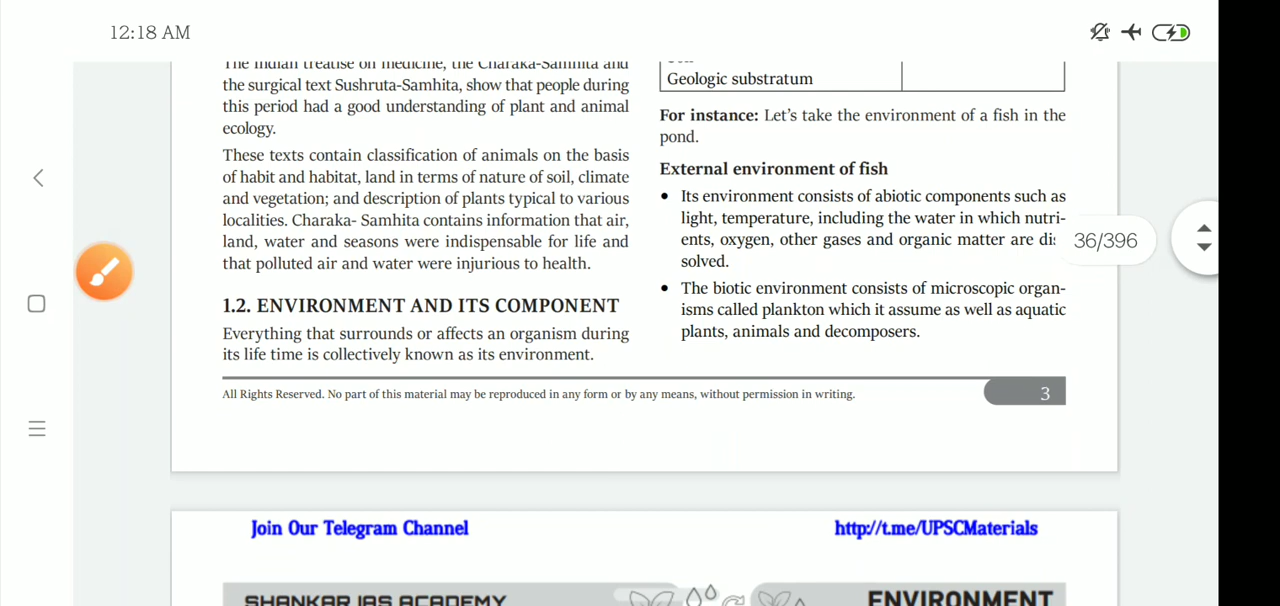 12:18 AM
The Indian treatise on medicine, the Charaka-Samhita and
the surgical text Sushruta-Samhita, show that people during
this period had a good understanding of plant and animal
ecology.
These texts contain classification of animals on the basis
of habit and habitat, land in terms of nature of soil, climate
and vegetation; and description of plants typical to various
localities. Charaka- Samhita contains information that air,
land, water and seasons were indispensable for life and
that polluted air and water were injurious to health.
1.2. ENVIRONMENT AND ITS COMPONENT
Everything that surrounds or affects an organism during
its life time is collectively known as its environment.
Geologic substratum
For instance: Let's take the environment of a fish in the
pond.
External environment of fish
• Its environment consists of abiotic components such as
light, temperature, including the water in which nutri-
ents, oxygen, other gases and organic matter are dis
solved.
• The biotic environment consists of microscopic organ-
isms called plankton which it assume as well as aquatic
plants, animals and decomposers.
36/396
All Rights Reserved. No part of this material may be reproduced in any form or by any means, without permission in writing.
3
Join Our Telegram Channel
http://t.me/UPSCMaterials
SHANKAR IAS ACADEMY
ENVIRONMENT